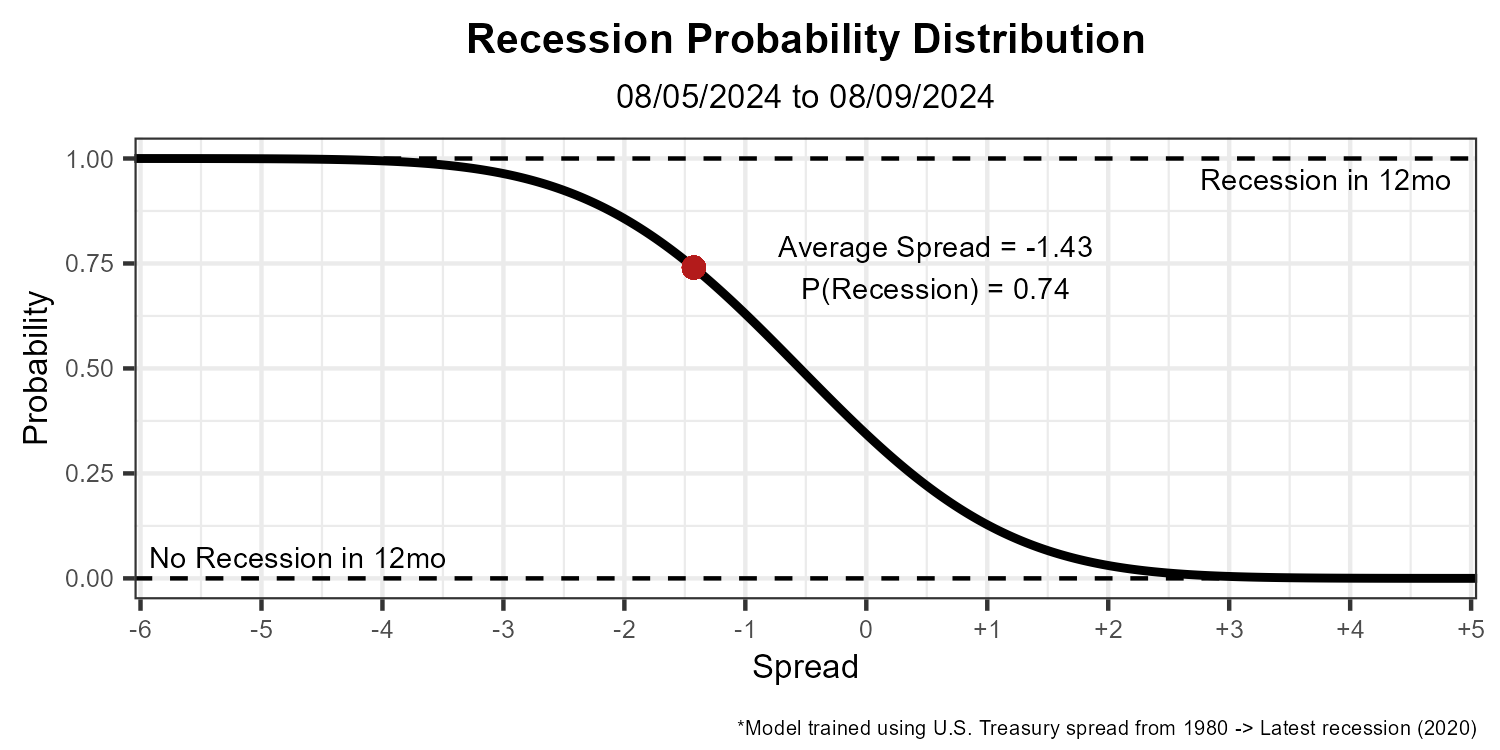 Recession Probability Distribution
08/05/2024 to 08/09/2024
1.00
Recession in 12mo
Average Spread = -1.43
0.75
P(Recession) = 0.74
Probability
0.50
0.25
No Recession in 12mo
0.00
-6 -5 -4 -3 -2 -1 0 +1 +2 +3 +4 +5
Spread
*Model trained using U.S. Treasury spread from 1980 -> Latest recession (2020)